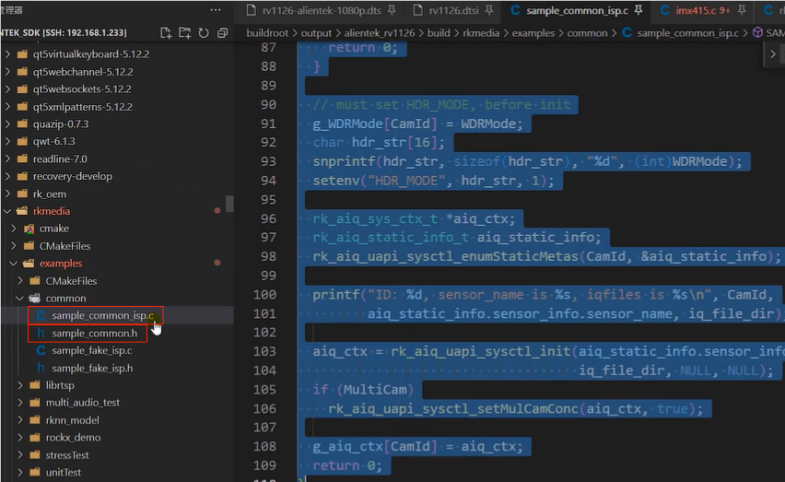 管理器
rv1126-alientek-1080p.dts
rv1126.dtsi
sample_common_isp.c
imx415.c 9+
NTEK_SDK [SSH: 192.168.1.233]
buildroot > output > alientek_rv1126 > build > rkmedia > examples > common > C sample_common_isp.c >
qt5virtualkeyboard-5.12.2
qt5webchannel-5.12.2
qt5websockets-5.12.2
qt5xmlpatterns-5.12.2
quazip-0.7.3
qwt-6.1.3
readline-7.0
recovery-develop
rk_oem
rkmedia
cmake
CMakeFiles
examples
CMakeFiles
common
C sample_common_isp.c
h sample_common.h
C sample_fake_isp.c
h sample_fake_isp.h
librtsp
multi_audio_test
rknn_model
rockx_demo
stressTest
unitTest
87 return 0;
88 }
89
90 // must set HDR_MODE, before init
91 g_WDRMode[CamId] = WDRMode;
92 char hdr_str[16];
93 snprintf(hdr_str, sizeof(hdr_str), "%d", (int)WDRMode);
94 setenv("HDR_MODE", hdr_str, 1);
95
96 rk_aiq_sys_ctx_t *aiq_ctx;
97 rk_aiq_static_info_t aiq_static_info;
98 rk_aiq_uapi_sysctl_enumStaticMetas(CamId, &aiq_static_info);
99
100 printf("ID: %d, sensor_name is %s, iqfiles is %s\n", CamId,
101 aiq_static_info.sensor_info.sensor_name, iq_file_dir);
102
103 aiq_ctx = rk_aiq_uapi_sysctl_init(aiq_static_info.sensor_info
104 iq_file_dir, NULL, NULL);
105 if (MultiCam)
106 rk_aiq_uapi_sysctl_setMulCamConc(aiq_ctx, true);
107
108 g_aiq_ctx[CamId] = aiq_ctx;
109 return 0;